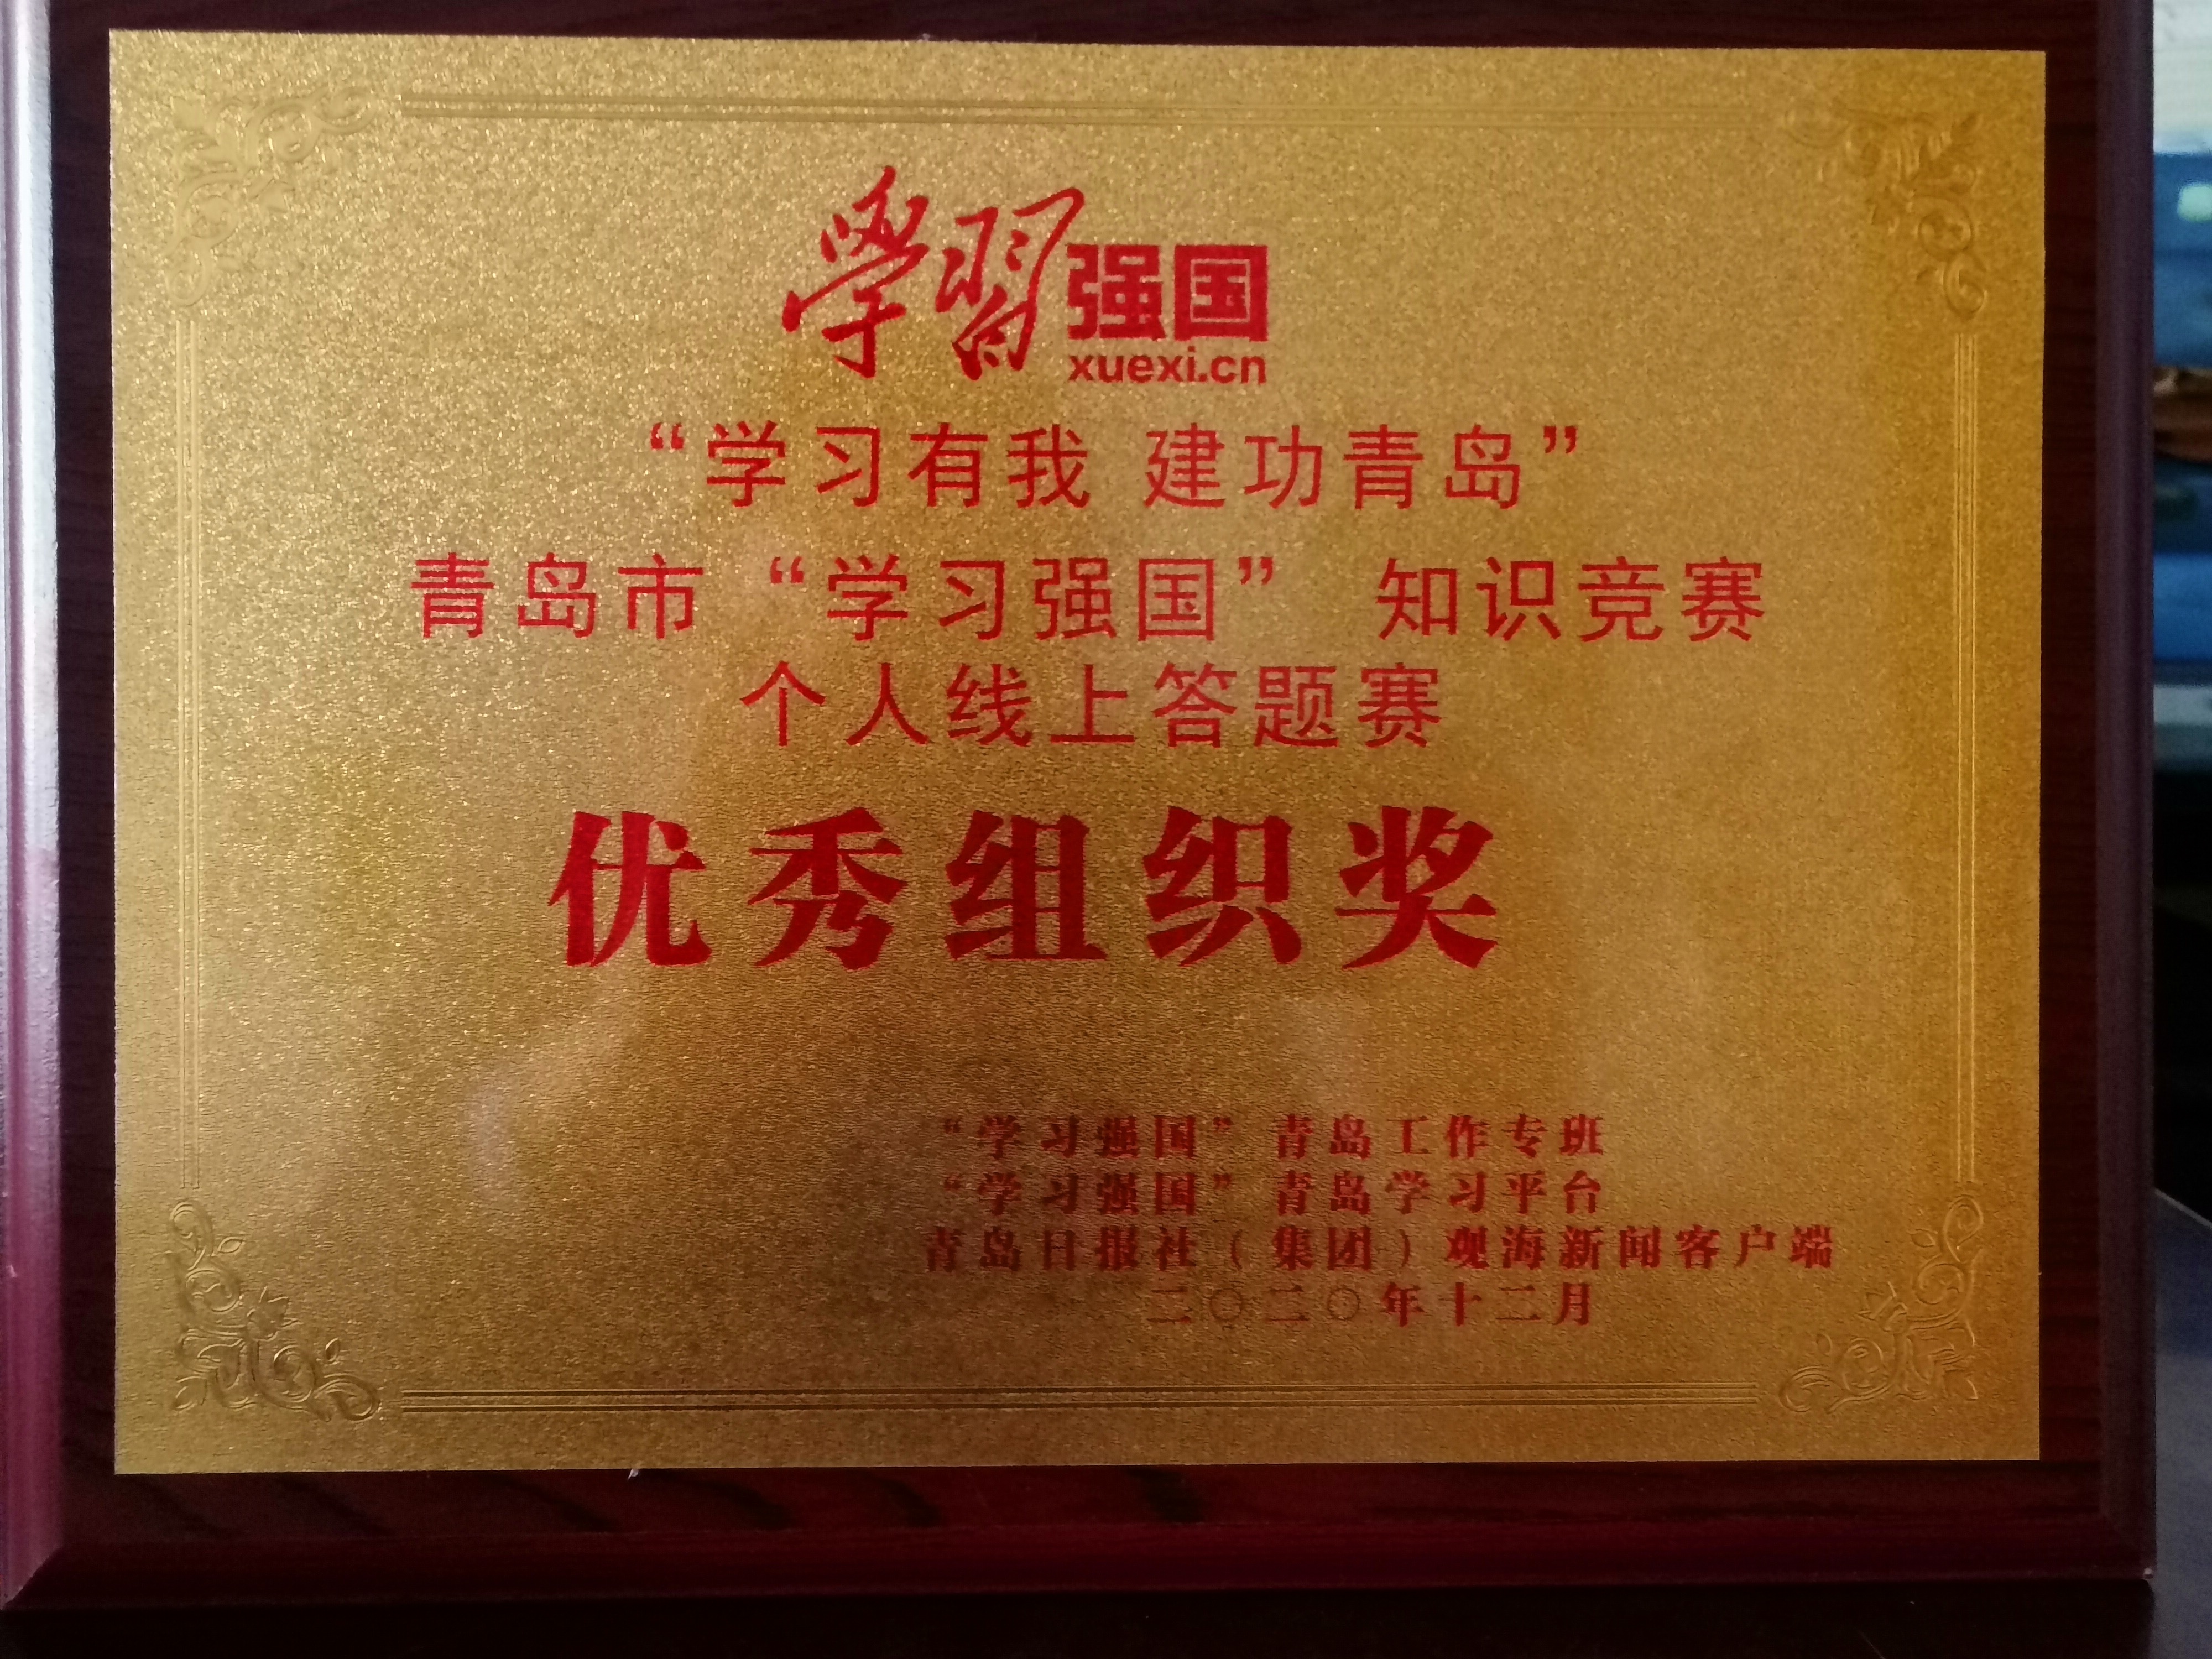 學習强国
xuexi.cn
“学习有我 建功青岛”
青岛市“学习强国” 知识竞赛
个人线上答题赛
优秀组织奖
“学习强国”青岛工作专班
“学习强国”青岛学习平台
青岛日报社（集团）观海新闻客户端
二〇二〇年十二月